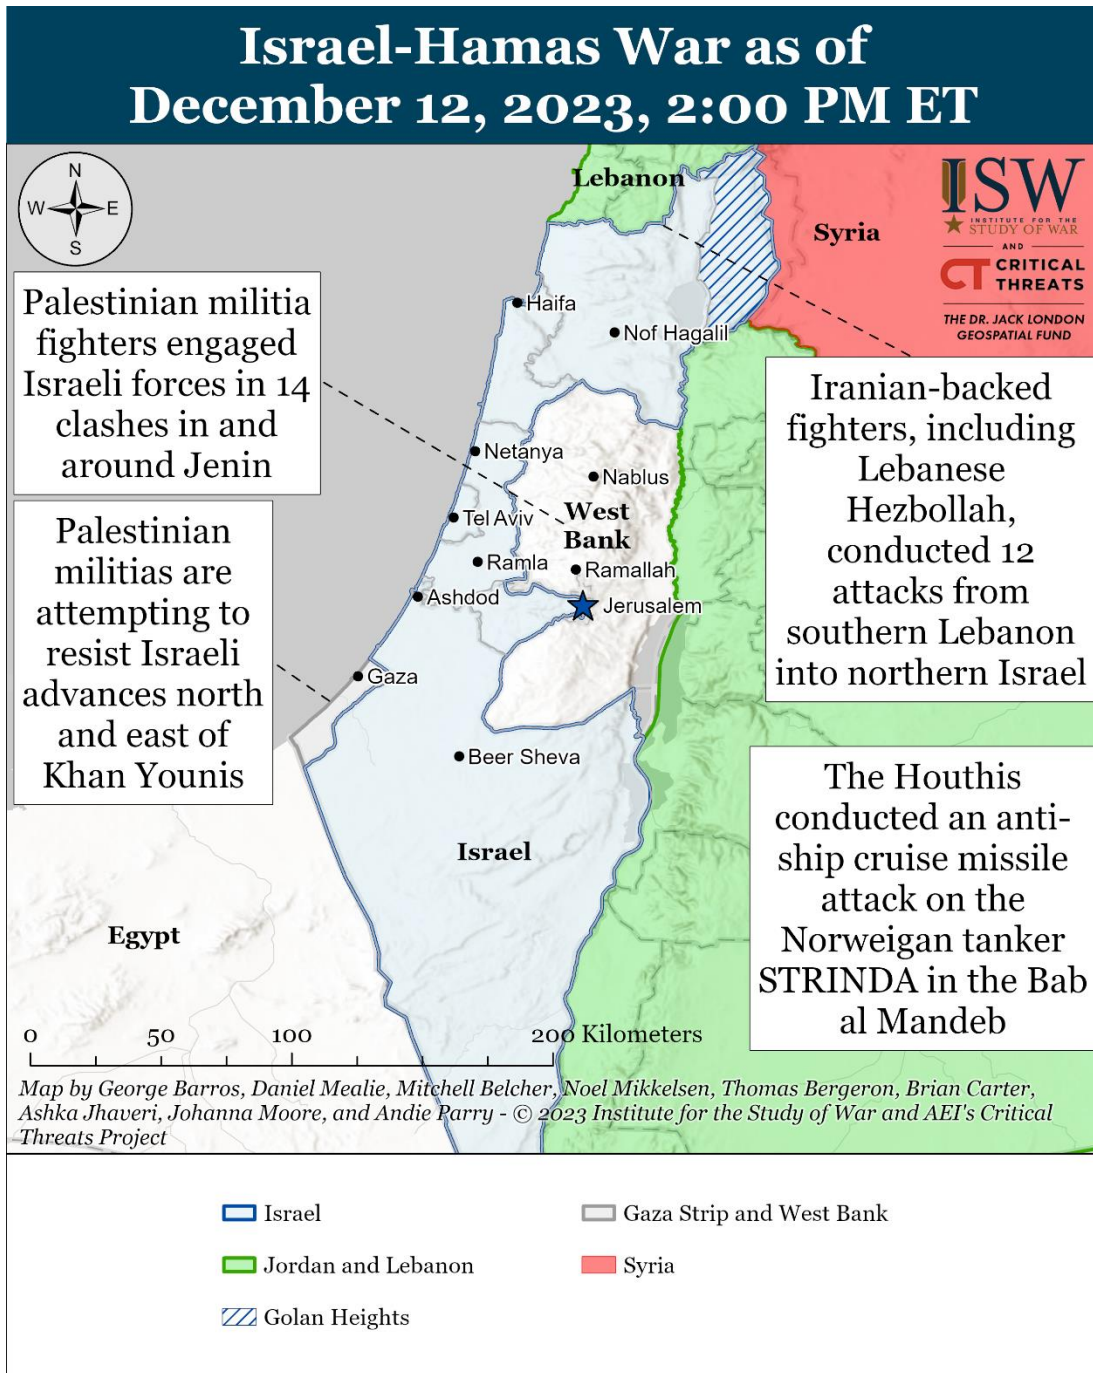 Israel-Hamas War as of
December 12, 2023, 2:00 PM ET
N
W
E
S
Lebanon
Syria
ISW
INSTITUTE FOR THE
STUDY OF WAR
AND
CT CRITICAL
THREATS
THE DR. JACK LONDON
GEOSPATIAL FUND
Palestinian militia
fighters engaged
Israeli forces in 14
clashes in and
around Jenin
Palestinian
militias are
attempting to
resist Israeli
advances north
and east of
Khan Younis
Haifa
Nof Hagalil
Netanya
Nablus
West
Bank
Tel Aviv
Ramla
Ramallah
Ashdod
Jerusalem
Gaza
Beer Sheva
Israel
Egypt
Iranian-backed
fighters, including
Lebanese
Hezbollah,
conducted 12
attacks from
southern Lebanon
into northern Israel
The Houthis
conducted an anti-
ship cruise missile
attack on the
Norweigan tanker
STRINDA in the Bab
al Mandeb
0 50 100 200 Kilometers
Map by George Barros, Daniel Mealie, Mitchell Belcher, Noel Mikkelsen, Thomas Bergeron, Brian Carter,
Ashka Jhaveri, Johanna Moore, and Andie Parry - © 2023 Institute for the Study of War and AEI's Critical
Threats Project
Israel
Gaza Strip and West Bank
Jordan and Lebanon
Syria
Golan Heights